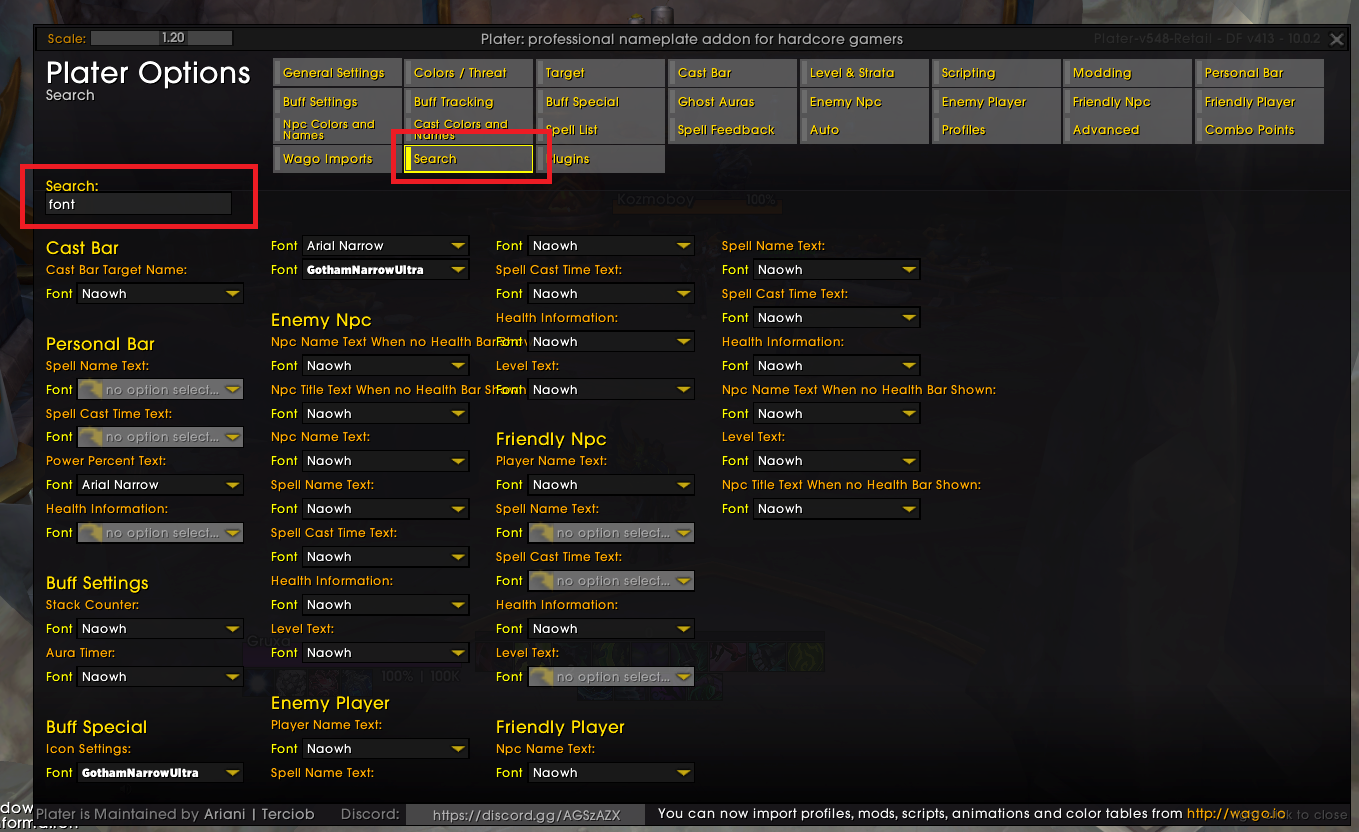 Scale: 1.20 Plater: professional nameplate addon for hardcore gamers Plater-v548-Retail - DF v413 - 10.0.2
Plater Options
Search
General Settings Colors / Threat Target Cast Bar Level & Strata Scripting Modding Personal Bar
Buff Settings Buff Tracking Buff Special Ghost Auras Enemy Npc Enemy Player Friendly Npc Friendly Player
Npc Colors and Names Cast Colors and Names Spell List Spell Feedback Auto Profiles Advanced Combo Points
Wago Imports Search Plugins
Search:
font
Kozmoboy 100%
Cast Bar
Cast Bar Target Name:
Font Naowh
Personal Bar
Spell Name Text:
Font no option select...
Spell Cast Time Text:
Font no option select...
Power Percent Text:
Font Arial Narrow
Health Information:
Font no option select...
Buff Settings
Stack Counter:
Font Naowh
Aura Timer:
Font Naowh
Buff Special
Icon Settings:
Font GothamNarrowUltra
Font Arial Narrow
Font GothamNarrowUltra
Enemy Npc
Npc Name Text When no Health Bar Shown
Font Naowh
Npc Title Text When no Health Bar Shown
Font Naowh
Npc Name Text:
Font Naowh
Spell Name Text:
Font Naowh
Spell Cast Time Text:
Font Naowh
Health Information:
Font Naowh
Level Text:
Font Naowh
100% | 100K
Enemy Player
Player Name Text:
Font Naowh
Spell Name Text:
Font Naowh
Spell Cast Time Text:
Font Naowh
Health Information:
Font Naowh
Level Text:
Font Naowh
Friendly Npc
Player Name Text:
Font Naowh
Spell Name Text:
Font no option select...
Spell Cast Time Text:
Font no option select...
Health Information:
Font Naowh
Level Text:
Font no option select...
Friendly Player
Npc Name Text:
Font Naowh
Spell Name Text:
Font Naowh
Spell Cast Time Text:
Font Naowh
Health Information:
Font Naowh
Npc Name Text When no Health Bar Shown:
Font Naowh
Level Text:
Font Naowh
Npc Title Text When no Health Bar Shown:
Font Naowh
Plater is Maintained by Ariani | Terciob Discord: https://discord.gg/AGSzAZX You can now import profiles, mods, scripts, animations and color tables from http://wago.io to close